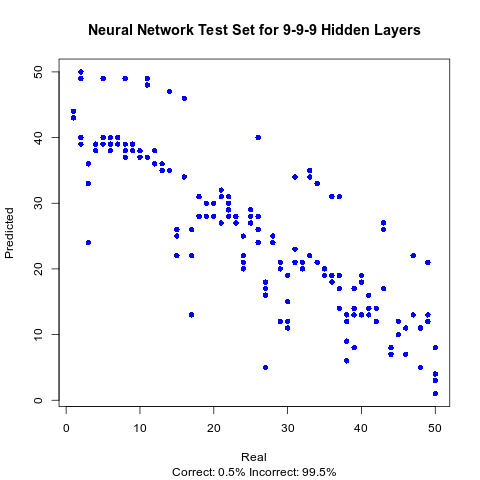 Neural Network Test Set for 9-9-9 Hidden Layers
Predicted
50
40
30
20
10
0
0 10 20 30 40 50
Real
Correct: 0.5% Incorrect: 99.5%